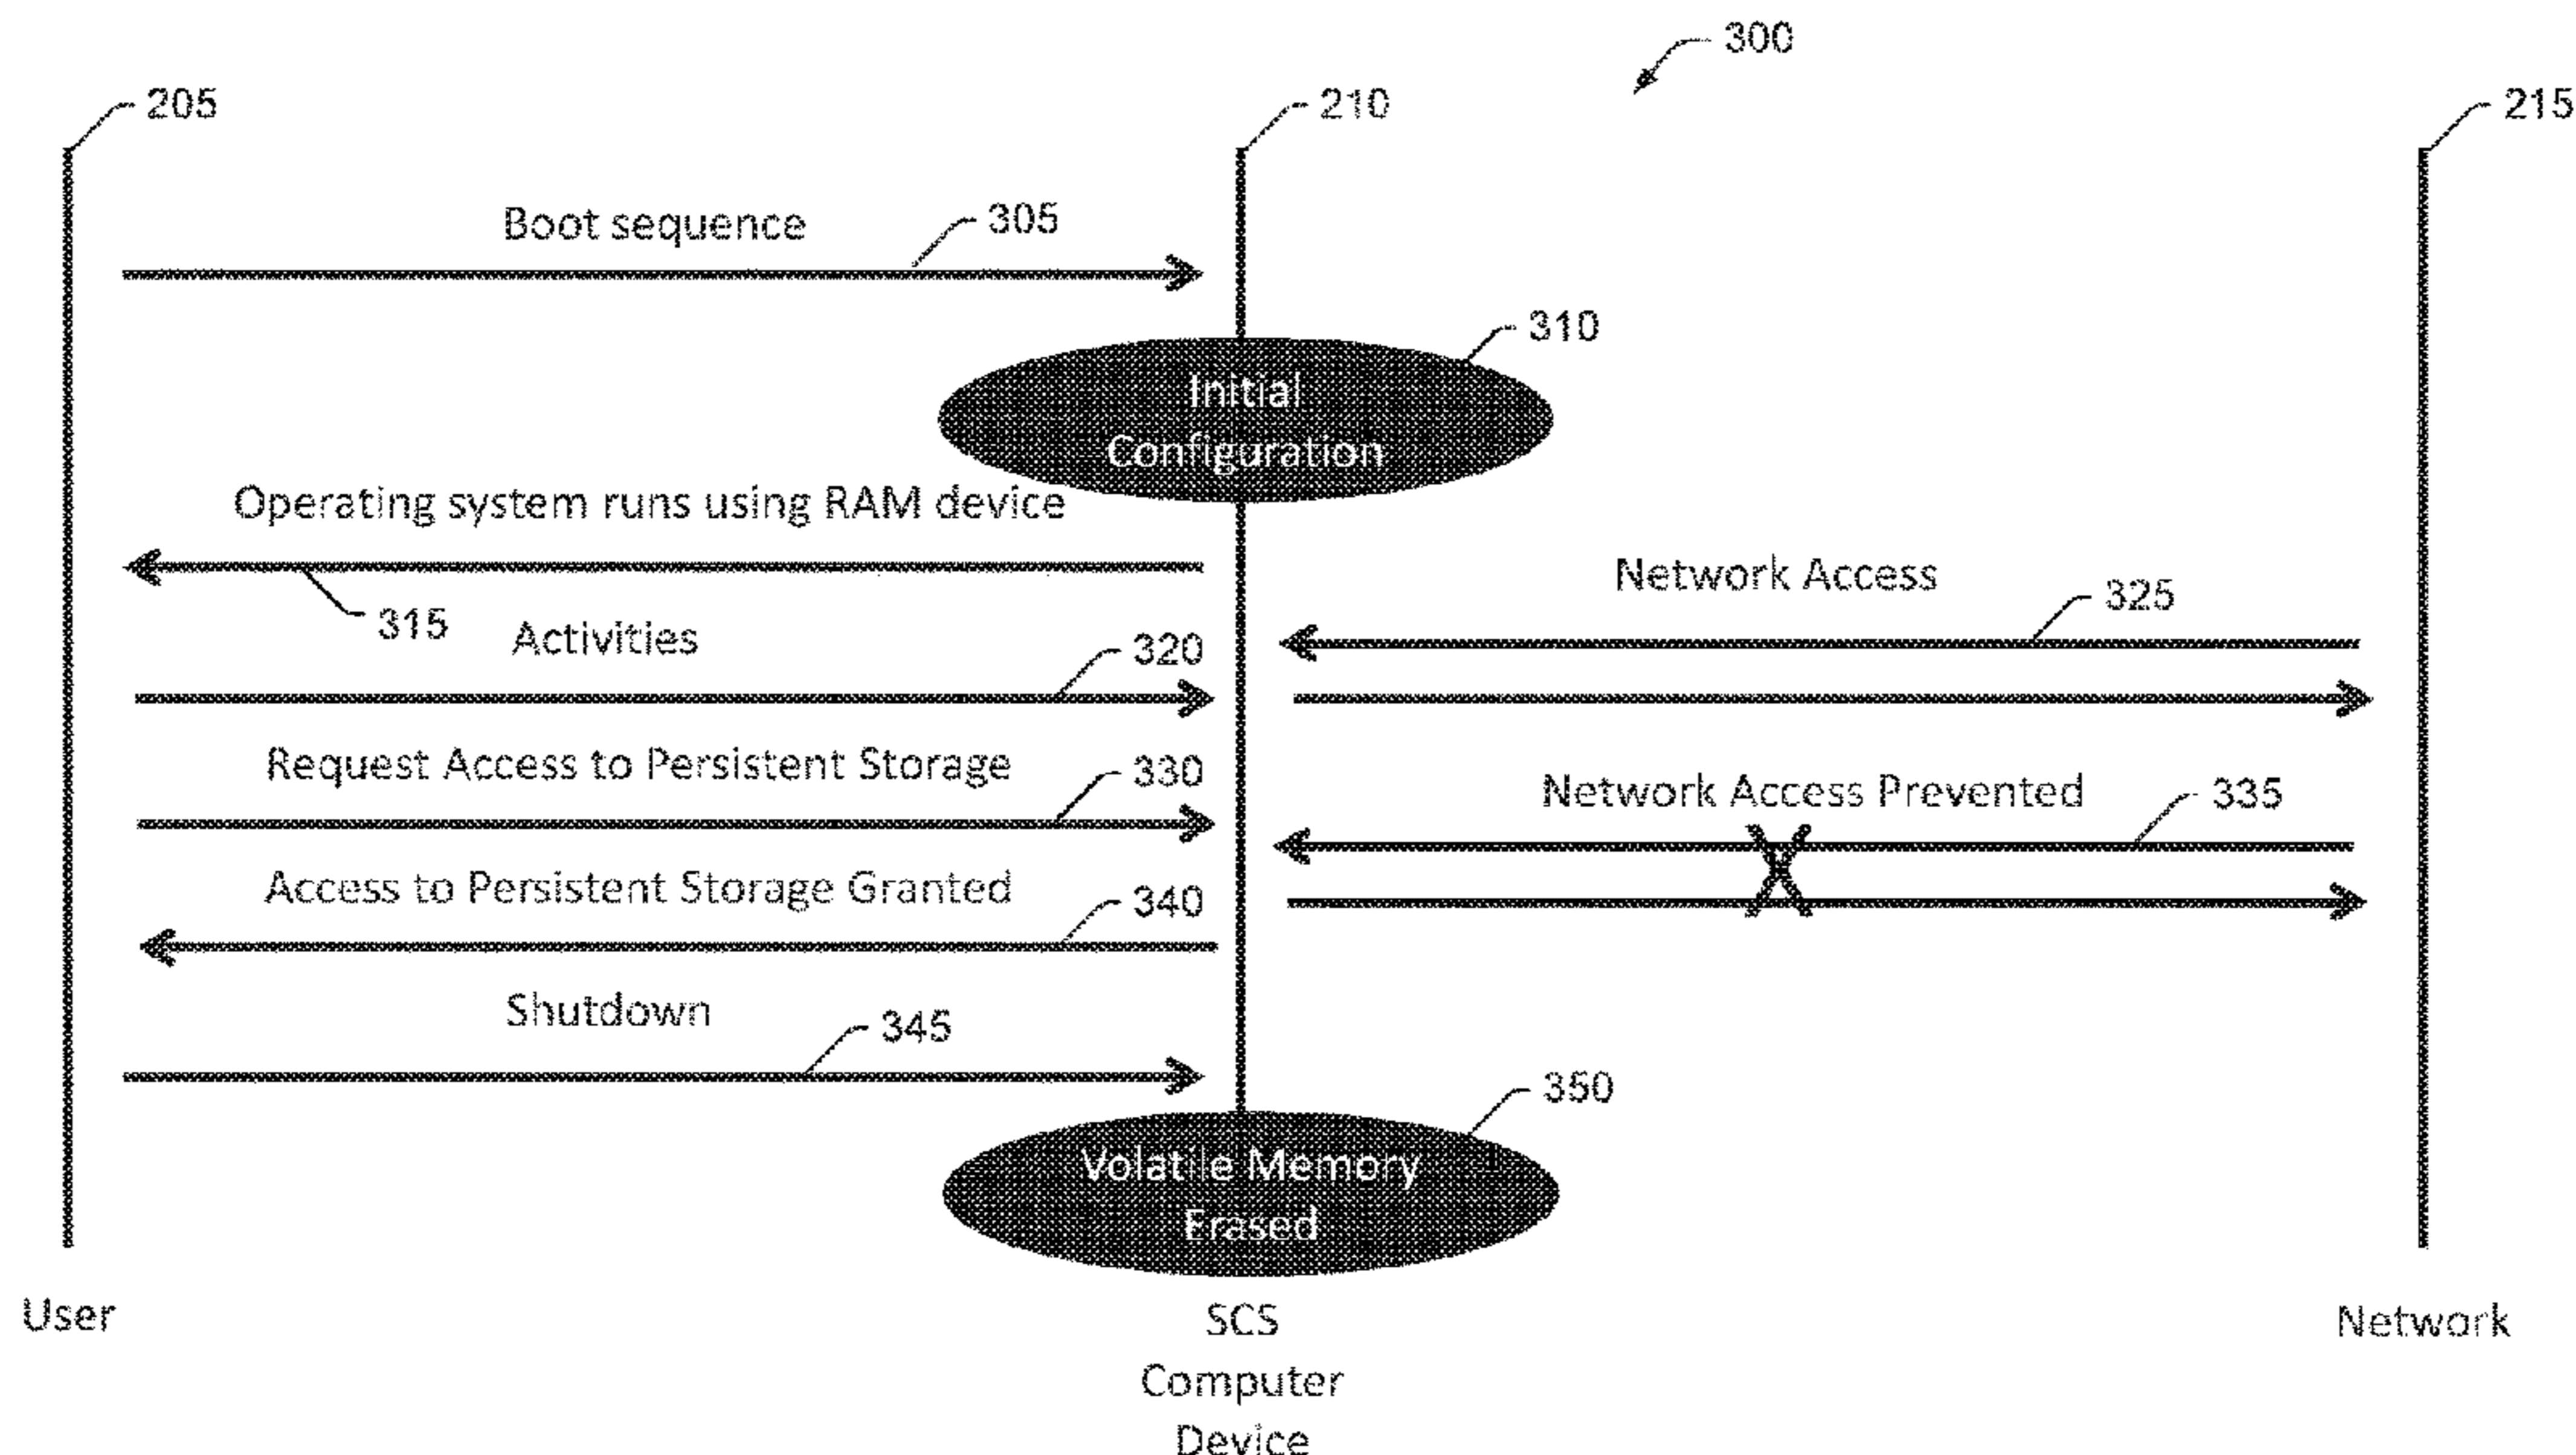 300
205
210
215
Boot sequence
305
310
Initial
Configuration
Operating system runs using RAM device
315
Network Access
325
Activities
320
Request Access to Persistent Storage
330
Network Access Prevented
335
Access to Persistent Storage Granted
340
Shutdown
345
350
Volatile Memory
Erased
User
SCS
Computer
Device
Network